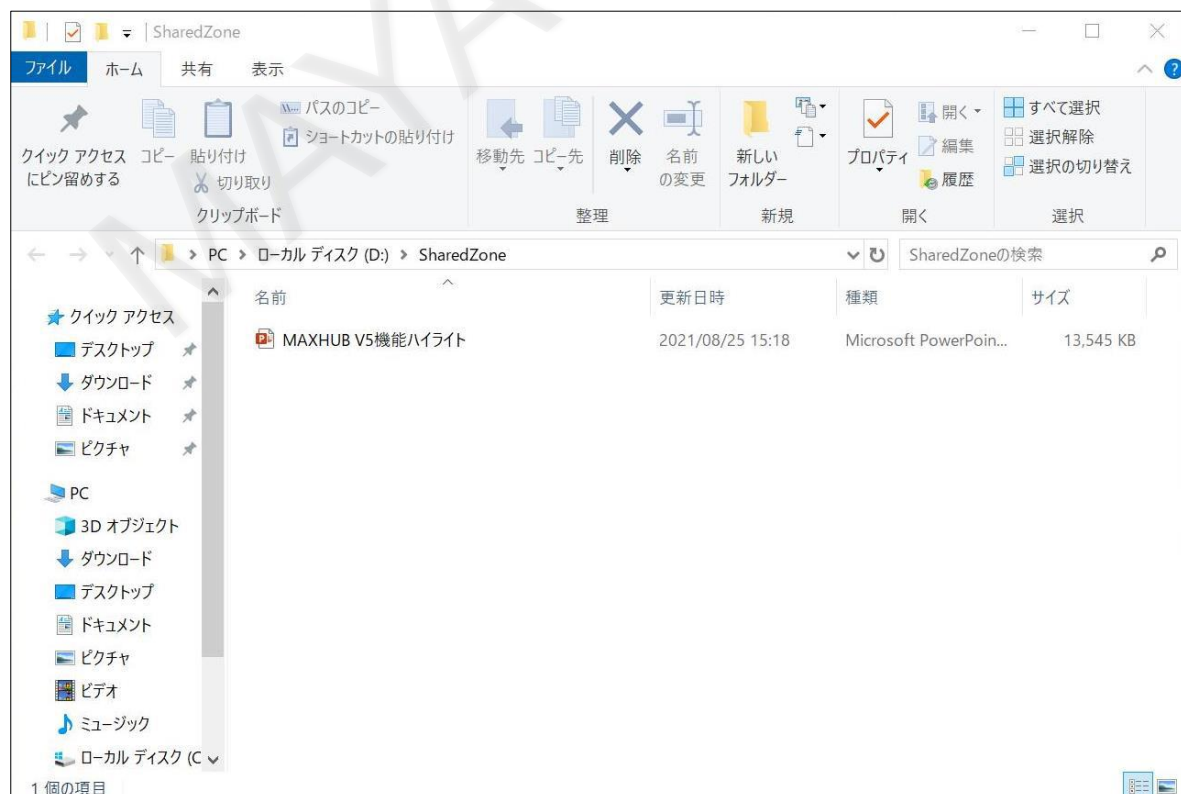 SharedZone
ファイル ホーム 共有 表示
クイック アクセス
にピン留めする
コピー
貼り付け
パスのコピー
ショートカットの貼り付け
切り取り
クリップボード
移動先
コピー先
削除
名前
の変更
整理
新しい
フォルダー
新規
プロパティ
開く
編集
履歴
開く
すべて選択
選択解除
選択の切り替え
選択
PC ローカル ディスク (D:) SharedZone
SharedZoneの検索
名前 更新日時 種類 サイズ
MAXHUB V5機能ハイライト 2021/08/25 15:18 Microsoft PowerPoin... 13,545 KB
クイック アクセス
デスクトップ
ダウンロード
ドキュメント
ピクチャ
PC
3D オブジェクト
ダウンロード
デスクトップ
ドキュメント
ピクチャ
ビデオ
ミュージック
ローカル ディスク (C
1 個の項目
MAYA